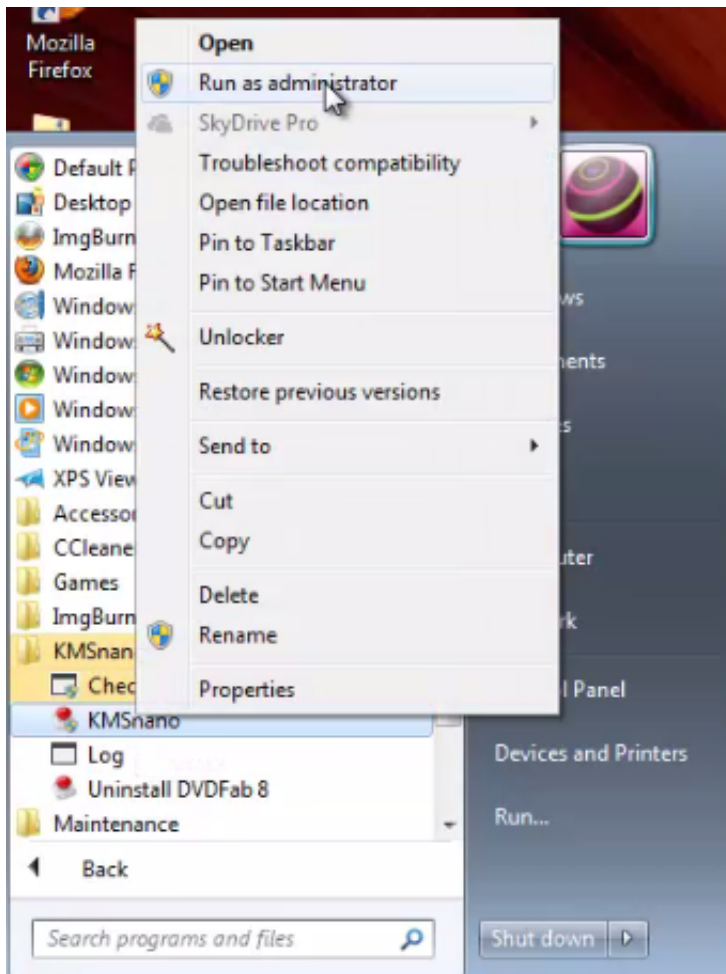 Mozilla
Firefox
Open
Run as administrator
SkyDrive Pro
Troubleshoot compatibility
Open file location
Pin to Taskbar
Pin to Start Menu
Unlocker
Restore previous versions
Send to
Cut
Copy
Delete
Rename
Properties
Default P
Desktop
ImgBurn
Mozilla F
Window
Window
Window
Window
Window
XPS View
Accessor
CCleane
Games
ImgBurn
KMSnan
Chec
KMSnano
Log
Uninstall DVDFab 8
Maintenance
Back
Search programs and files
ws
ents
es
uter
rk
l Panel
Devices and Printers
Run...
Shut down